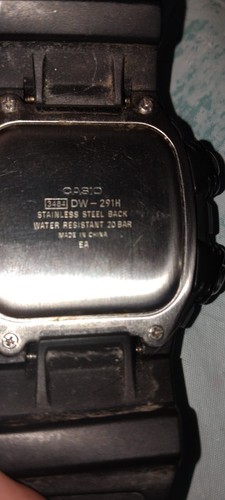 CASIO
3484 DW-291H
STAINLESS STEEL BACK
WATER RESISTANT 20 BAR
MADE IN CHINA
EA